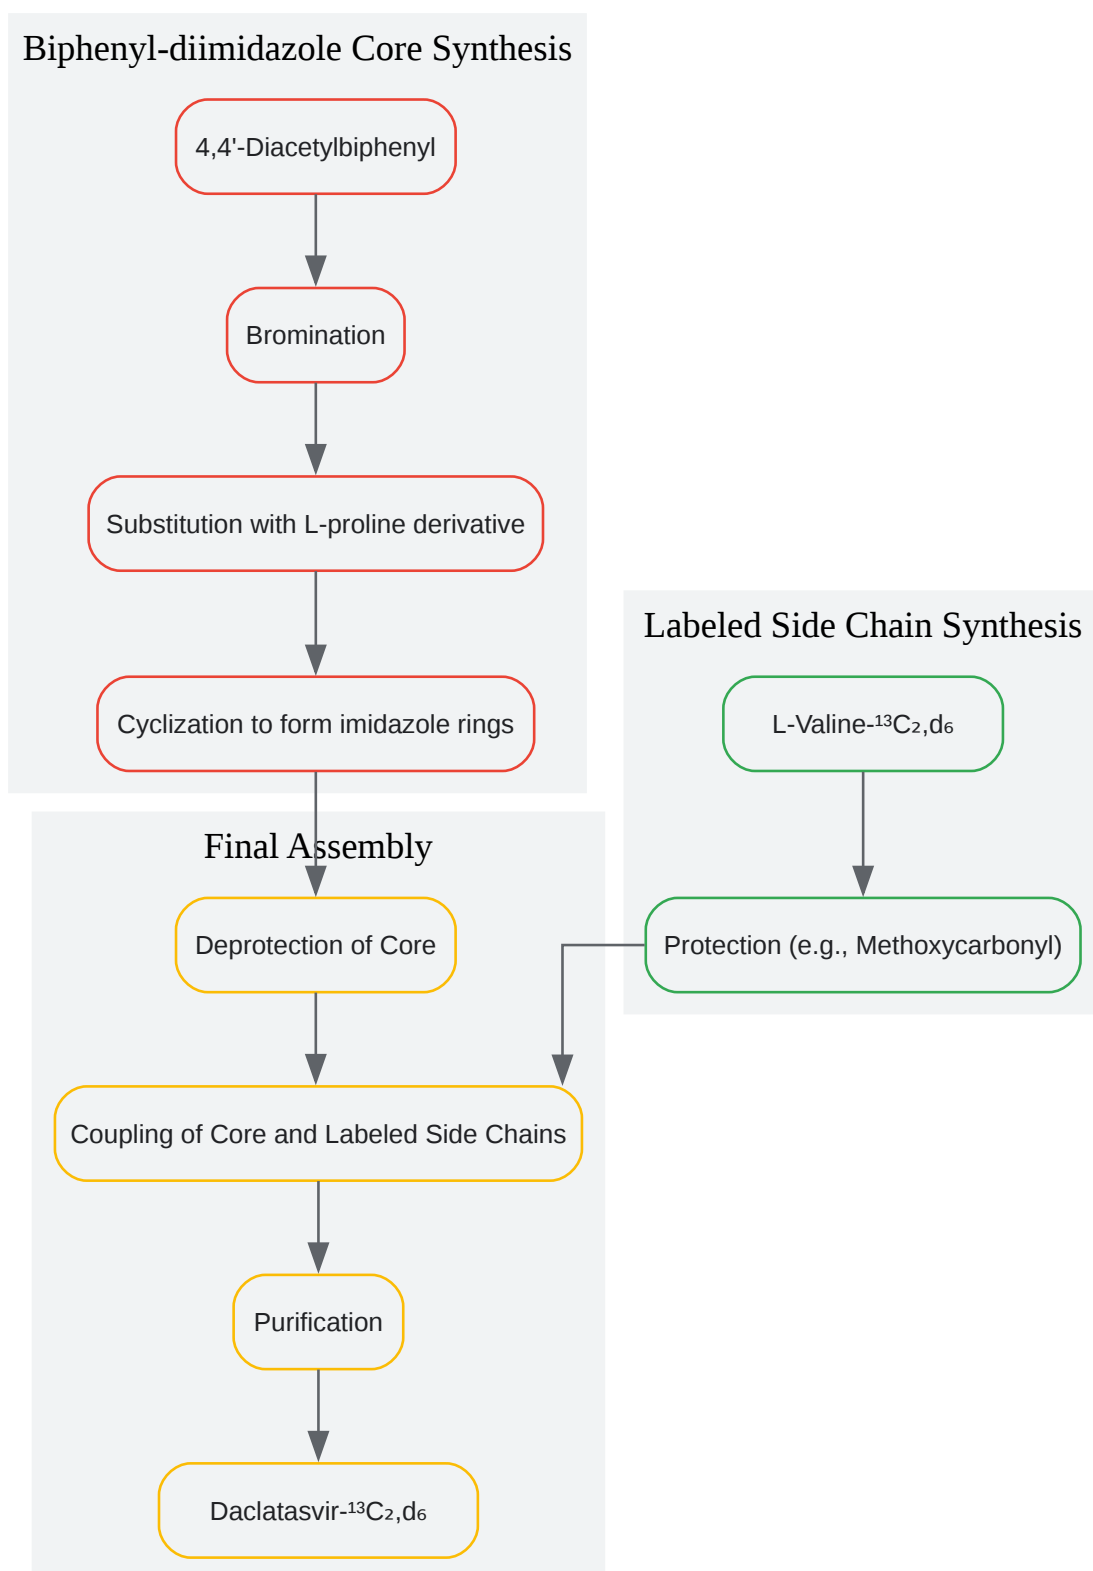 Biphenyl-diimidazole Core Synthesis
4,4'-Diacetylbiphenyl
Bromination
Substitution with L-proline derivative
Cyclization to form imidazole rings
Labeled Side Chain Synthesis
L-Valine-¹³C₂,d₆
Protection (e.g., Methoxycarbonyl)
Final Assembly
Deprotection of Core
Coupling of Core and Labeled Side Chains
Purification
Daclatasvir-¹³C₂,d₆